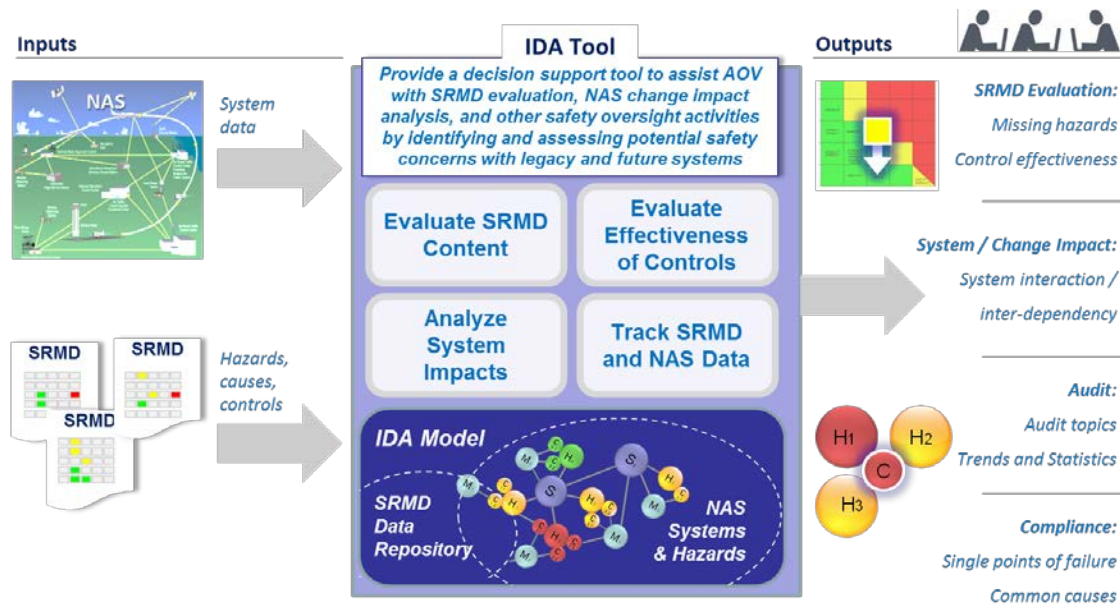 Inputs
NAS
System
data
SRMD
SRMD
SRMD
Hazards,
causes,
controls
IDA Tool
Provide a decision support tool to assist AOV
with SRMD evaluation, NAS change impact
analysis, and other safety oversight activities
by identifying and assessing potential safety
concerns with legacy and future systems
Evaluate SRMD
Content
Evaluate
Effectiveness
of Controls
Analyze
System
Impacts
Track SRMD
and NAS Data
IDA Model
SRMD
Data
Repository
NAS
Systems
& Hazards
Outputs
SRMD Evaluation:
Missing hazards
Control effectiveness
System / Change Impact:
System interaction /
inter-dependency
H1
H2
C
H3
Audit:
Audit topics
Trends and Statistics
Compliance:
Single points of failure
Common causes